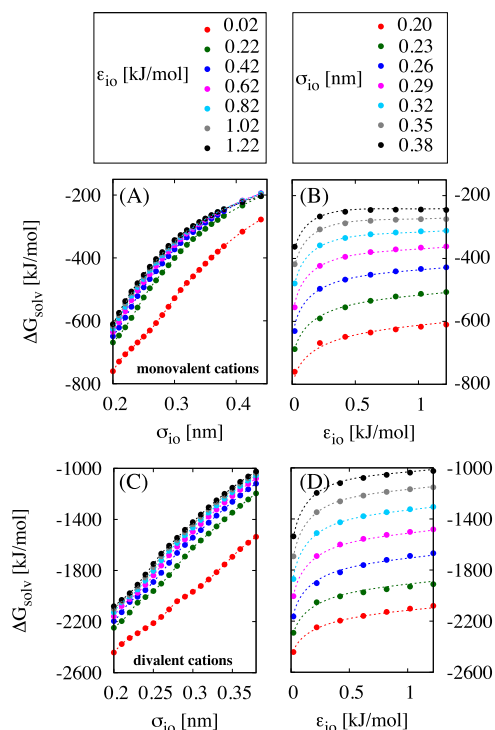 ε_io [kJ/mol]
0.02
0.22
0.42
0.62
0.82
1.02
1.22
σ_io [nm]
0.20
0.23
0.26
0.29
0.32
0.35
0.38
(A)
ΔG_solv [kJ/mol]
-200
-400
-600
-800
monovalent cations
0.2 0.3 0.4
σ_io [nm]
(B)
-200
-400
-600
-800
0 0.5 1
ε_io [kJ/mol]
(C)
ΔG_solv [kJ/mol]
-1000
-1400
-1800
-2200
-2600
divalent cations
0.2 0.25 0.3 0.35
σ_io [nm]
(D)
-1000
-1400
-1800
-2200
-2600
0 0.5 1
ε_io [kJ/mol]